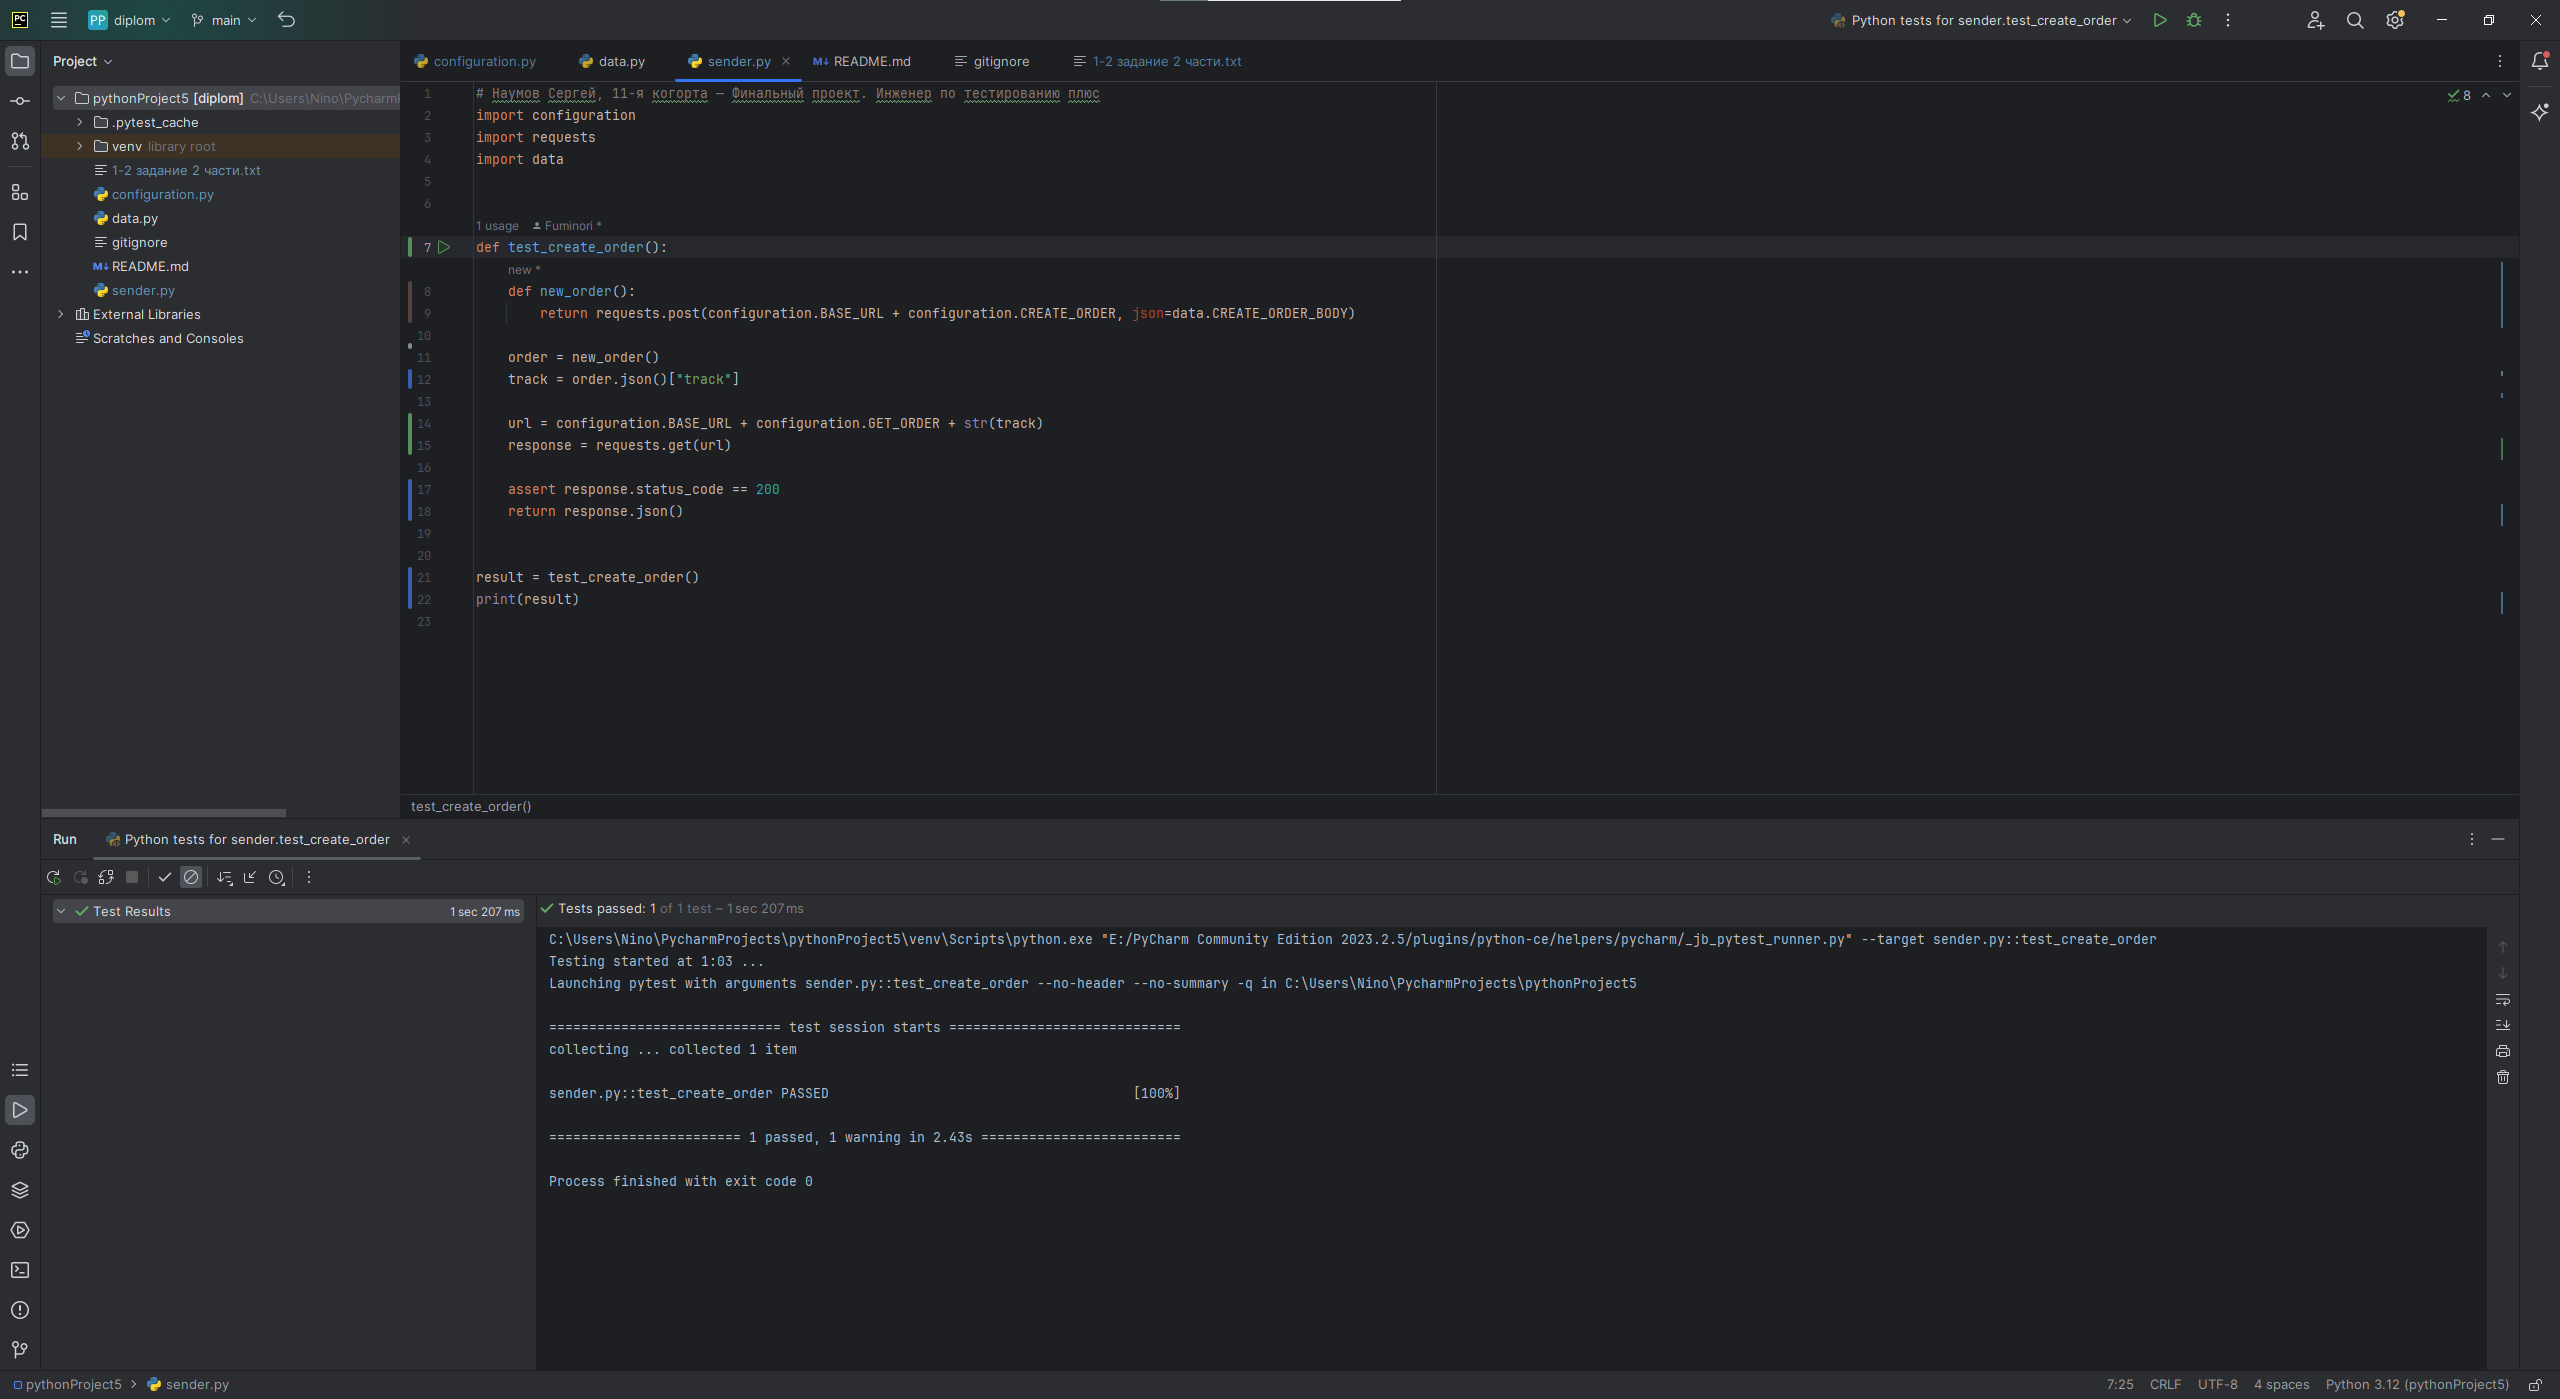 PC
PP diplom main Python tests for sender.test_create_order
Project
configuration.py data.py sender.py M↓ README.md gitignore 1-2 задание 2 части.txt
pythonProject5 [diplom] C:\Users\Nino\Pycharm
.pytest_cache
venv library root
1-2 задание 2 части.txt
configuration.py
data.py
gitignore
M↓ README.md
sender.py
External Libraries
Scratches and Consoles
8
1 # Наумов Сергей, 11-я когорта — Финальный проект. Инженер по тестированию плюс
2 import configuration
3 import requests
4 import data
5
6
1 usage Fuminori *
7 def test_create_order():
new *
8 def new_order():
9 return requests.post(configuration.BASE_URL + configuration.CREATE_ORDER, json=data.CREATE_ORDER_BODY)
10
11 order = new_order()
12 track = order.json()["track"]
13
14 url = configuration.BASE_URL + configuration.GET_ORDER + str(track)
15 response = requests.get(url)
16
17 assert response.status_code == 200
18 return response.json()
19
20
21 result = test_create_order()
22 print(result)
23
test_create_order()
Run Python tests for sender.test_create_order
Test Results 1 sec 207 ms
Tests passed: 1 of 1 test – 1 sec 207 ms
C:\Users\Nino\PycharmProjects\pythonProject5\venv\Scripts\python.exe "E:/PyCharm Community Edition 2023.2.5/plugins/python-ce/helpers/pycharm/_jb_pytest_runner.py" --target sender.py::test_create_order
Testing started at 1:03 ...
Launching pytest with arguments sender.py::test_create_order --no-header --no-summary -q in C:\Users\Nino\PycharmProjects\pythonProject5
============================= test session starts =============================
collecting ... collected 1 item
sender.py::test_create_order PASSED [100%]
======================== 1 passed, 1 warning in 2.43s =========================
Process finished with exit code 0
pythonProject5 > sender.py
7:25 CRLF UTF-8 4 spaces Python 3.12 (pythonProject5)